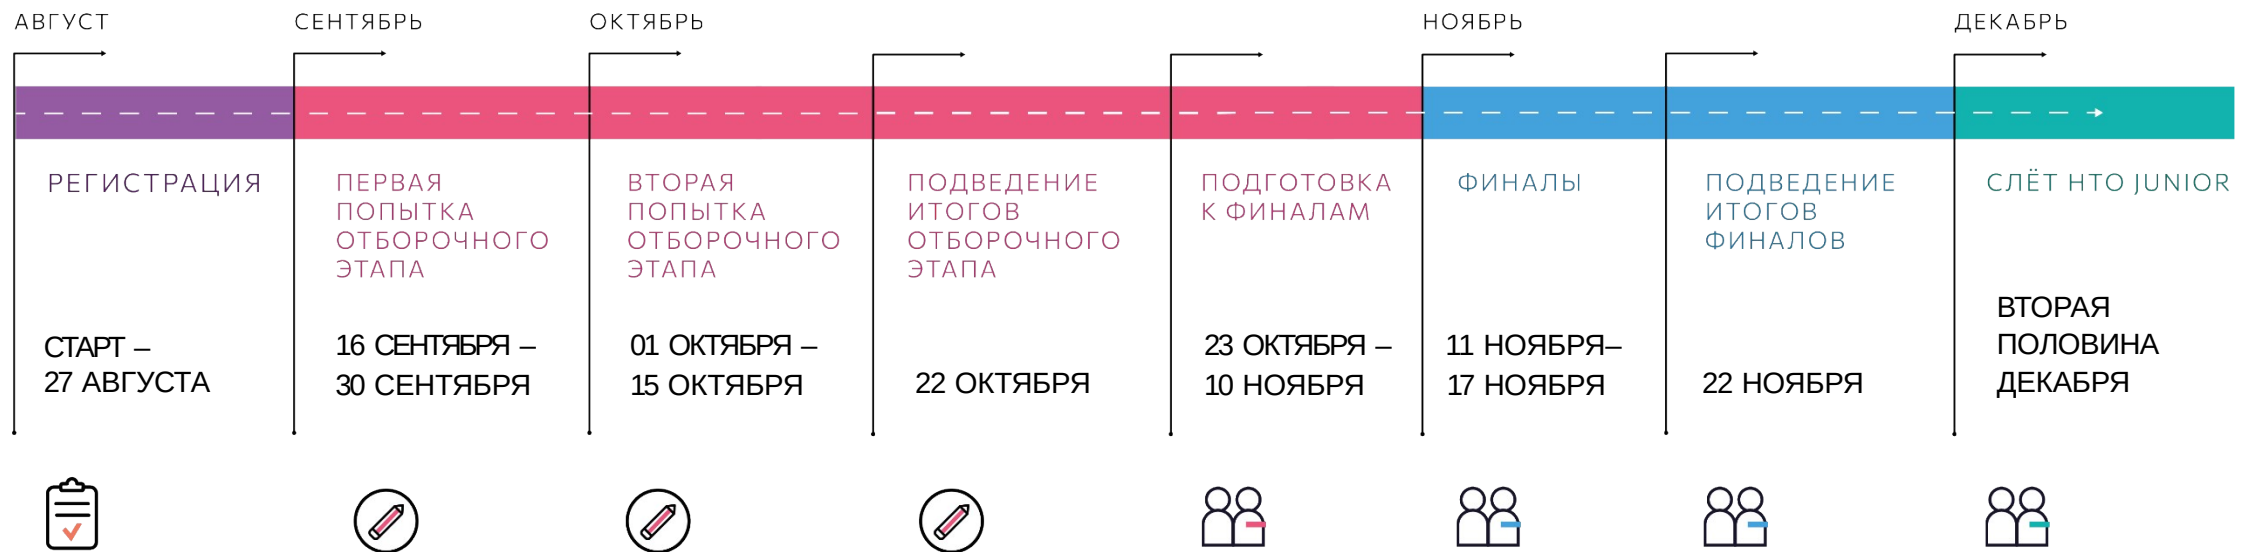 АВГУСТ
СЕНТЯБРЬ
ОКТЯБРЬ
НОЯБРЬ
ДЕКАБРЬ
РЕГИСТРАЦИЯ
СТАРТ –
27 АВГУСТА
ПЕРВАЯ
ПОПЫТКА
ОТБОРОЧНОГО
ЭТАПА
16 СЕНТЯБРЯ –
30 СЕНТЯБРЯ
ВТОРАЯ
ПОПЫТКА
ОТБОРОЧНОГО
ЭТАПА
01 ОКТЯБРЯ –
15 ОКТЯБРЯ
ПОДВЕДЕНИЕ
ИТОГОВ
ОТБОРОЧНОГО
ЭТАПА
22 ОКТЯБРЯ
ПОДГОТОВКА
К ФИНАЛАМ
23 ОКТЯБРЯ –
10 НОЯБРЯ
ФИНАЛЫ
11 НОЯБРЯ–
17 НОЯБРЯ
ПОДВЕДЕНИЕ
ИТОГОВ
ФИНАЛОВ
22 НОЯБРЯ
СЛЁТ НТО JUNIOR
ВТОРАЯ
ПОЛОВИНА
ДЕКАБРЯ